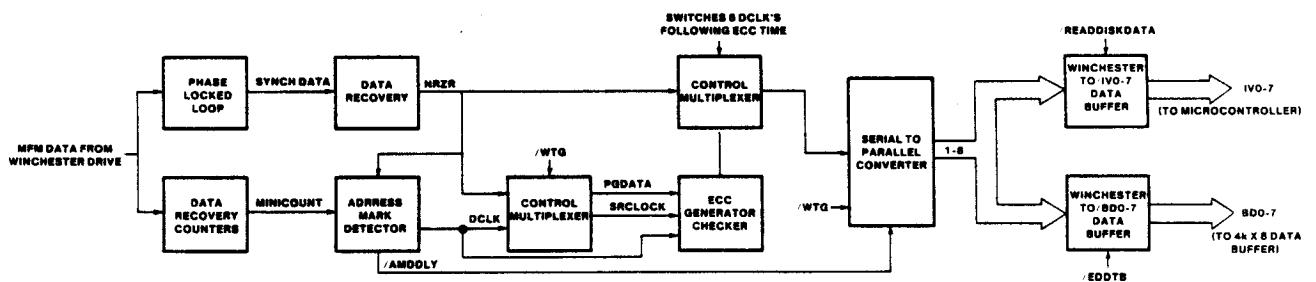 SWITCHES 8 DCLK'S
FOLLOWING ECC TIME
/READDISKDATA
PHASE
LOCKED
LOOP
SYNCH DATA
DATA
RECOVERY
NRZR
CONTROL
MULTIPLEXER
WINCHESTER
TO/IV0-7
DATA
BUFFER
IV0-7
(TO MICROCONTROLLER)
MFM DATA FROM
WINCHESTER DRIVE
SERIAL TO
PARALLEL
CONVERTER
1-8
/WTG
DATA
RECOVERY
COUNTERS
MINICOUNT
ADRRESS
MARK
DETECTOR
DCLK
CONTROL
MULTIPLEXER
PGDATA
SRCLOCK
ECC
GENERATOR
CHECKER
/WTG
WINCHESTER
TO/BD0-7
DATA
BUFFER
BD0-7
(TO 4k X 8 DATA
BUFFER)
/AMDDLY
/EDDTB